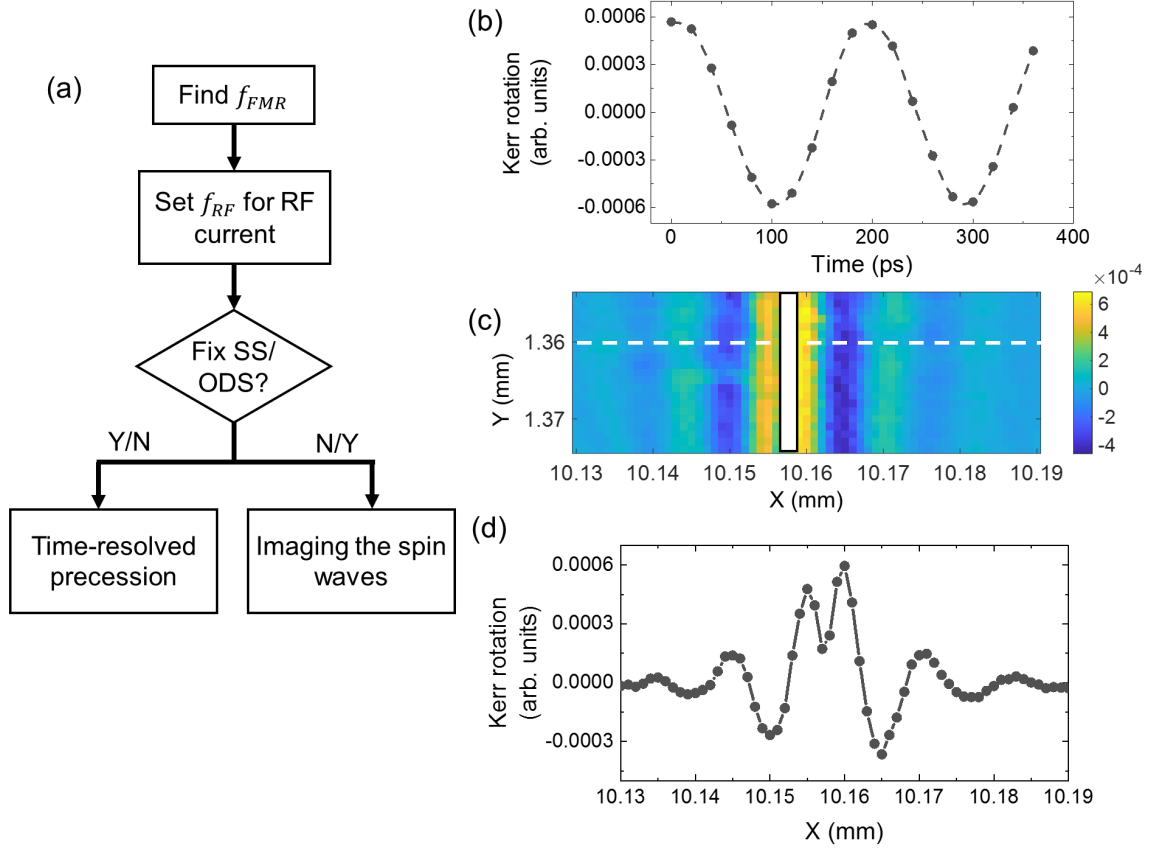 (a)
Find f_FMR
Set f_RF for RF
current
Fix SS/
ODS?
Y/N
N/Y
Time-resolved
precession
Imaging the spin
waves
(b)
Kerr rotation
(arb. units)
0.0006
0.0003
0.0000
-0.0003
-0.0006
0
100
200
300
400
Time (ps)
(c)
Y (mm)
1.36
1.37
10.13
10.14
10.15
10.16
10.17
10.18
10.19
X (mm)
×10⁻⁴
6
4
2
0
-2
-4
(d)
Kerr rotation
(arb. units)
0.0006
0.0003
0.0000
-0.0003
10.13
10.14
10.15
10.16
10.17
10.18
10.19
X (mm)